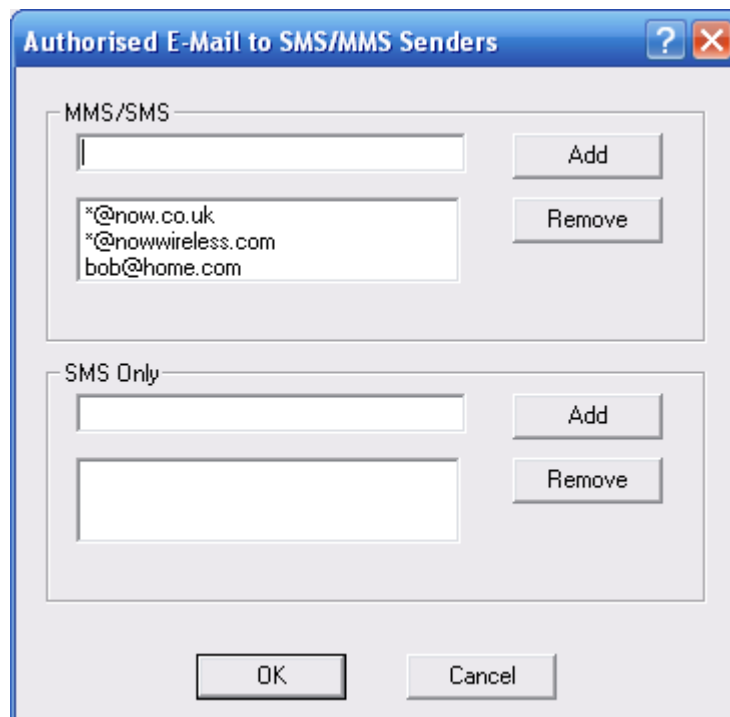 Authorised E-Mail to SMS/MMS Senders ?
MMS/SMS
Add
*@now.co.uk
*@nowwireless.com
bob@home.com
Remove
SMS Only
Add
Remove
OK Cancel